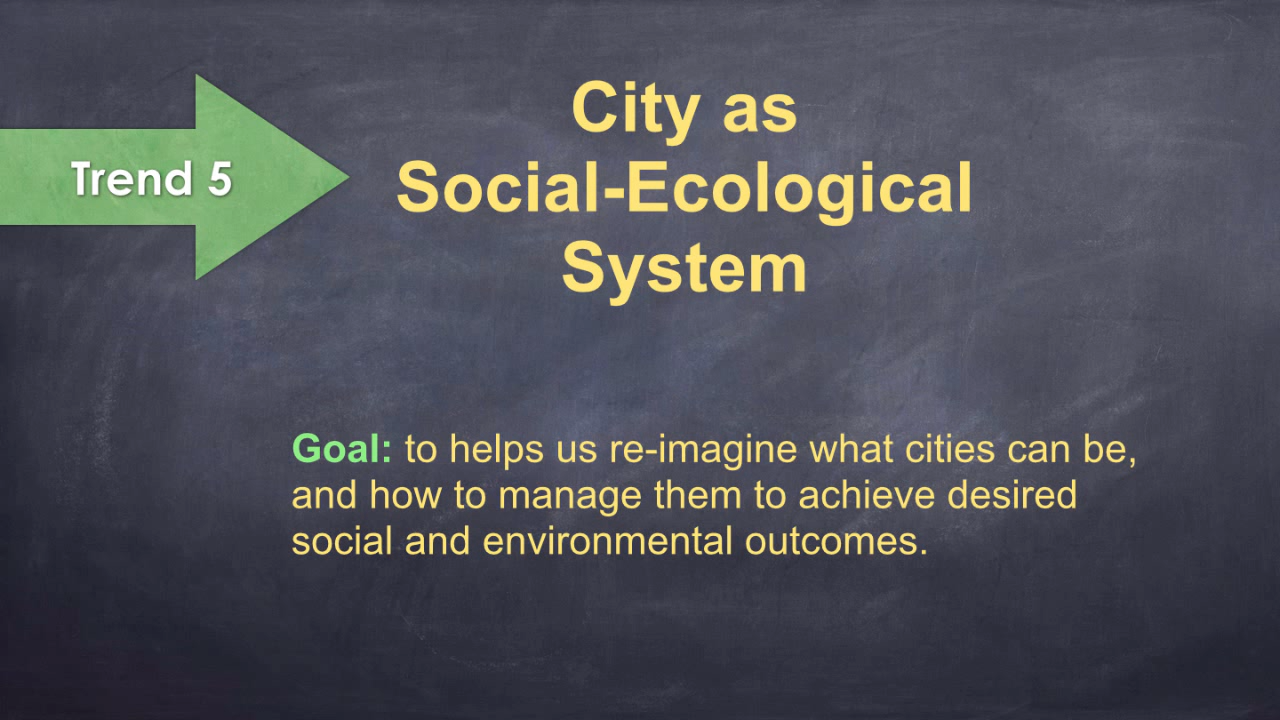 Trend 5
City as
Social-Ecological
System
Goal: to helps us re-imagine what cities can be,
and how to manage them to achieve desired
social and environmental outcomes.